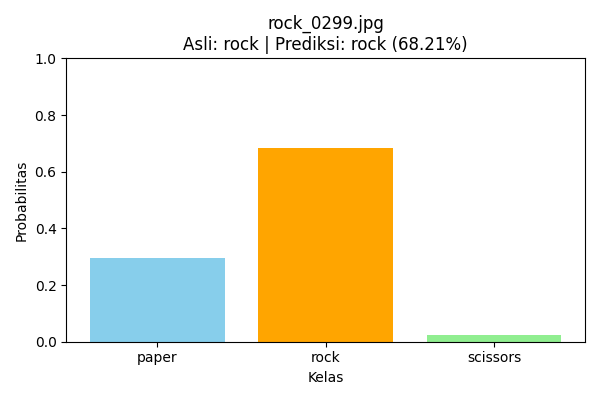 rock_0299.jpg
Asli: rock | Prediksi: rock (68.21%)
1.0
0.8
0.6
0.4
0.2
0.0
Probabilitas
paper
rock
scissors
Kelas